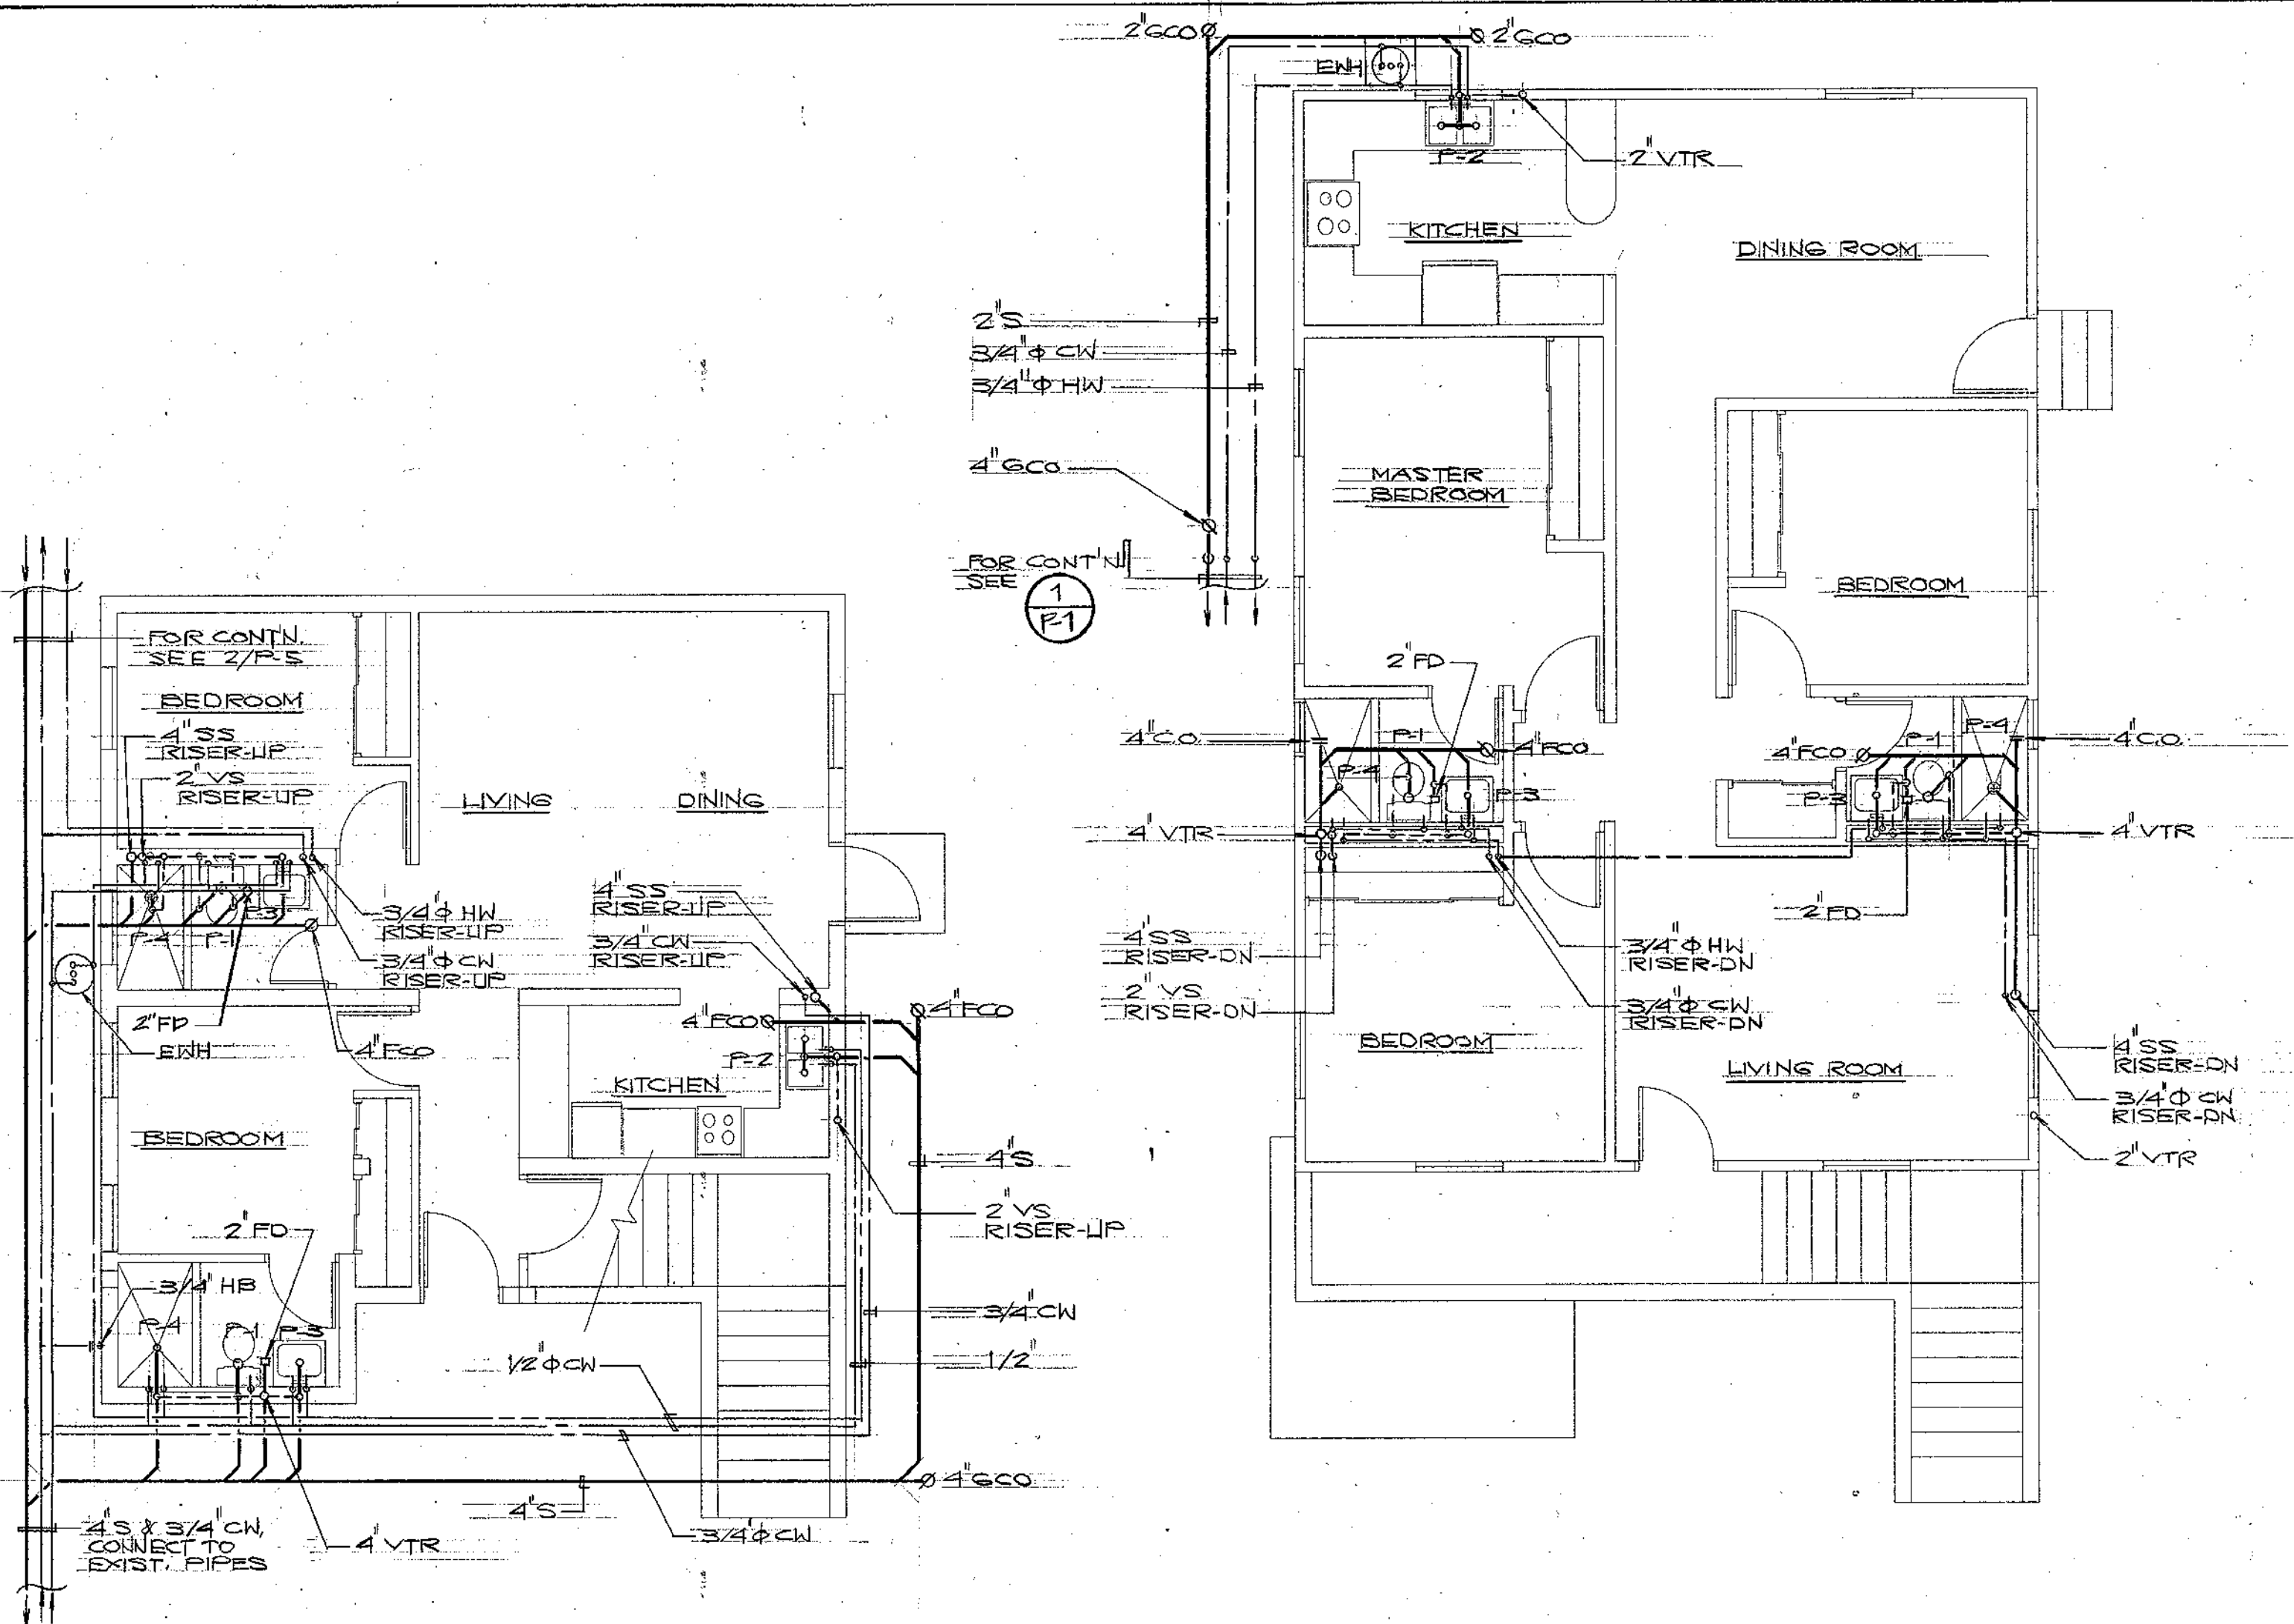 2"GCO
2"GCO
EWH
P-2
2" VTR
KITCHEN
DINING ROOM
2"S
3/4"Φ CW
3/4"Φ HW
4"GCO
MASTER
BEDROOM
FOR CONT'N
SEE
1
P-1
BEDROOM
2"FD
4"C.O.
P-1
4"FCO
P-4
P-3
4"FCO
P-1
P-4
4"C.O.
P-3
4" VTR
4" VTR
2"FD
4"SS
RISER-DN
2" VS
RISER-DN
3/4"Φ HW
RISER-DN
3/4"Φ CW
RISER-DN
BEDROOM
LIVING ROOM
4"SS
RISER-DN
3/4"Φ CW
RISER-DN
2" VTR
FOR CONT'N.
SEE 2/P-5
BEDROOM
4"SS
RISER-UP
2" VS
RISER-UP
LIVING
DINING
P-3
P-4
P-1
3/4"Φ HW
RISER-UP
3/4"Φ CW
RISER-UP
4"SS
RISER-UP
3/4"CW
RISER-UP
2"FD
EWH
4"FCO
4"FCO
4"FCO
P-2
KITCHEN
BEDROOM
4"S
2" VS
RISER-UP
2"FD
3/4" HB
P-4
P-1
P-3
3/4"CW
1/2"Φ CW
1/2"
4"GCO
4"S
4"S & 3/4"CW,
CONNECT TO
EXIST. PIPES
4" VTR
3/4"Φ CW